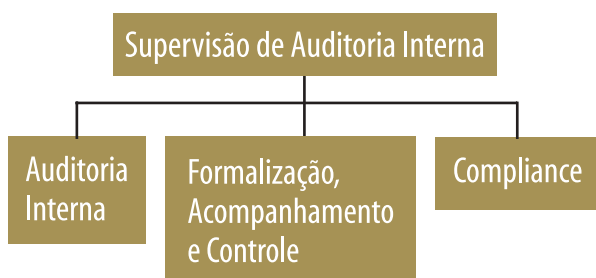 Supervisão de Auditoria Interna
Auditoria
Interna
Formalização,
Acompanhamento
e Controle
Compliance